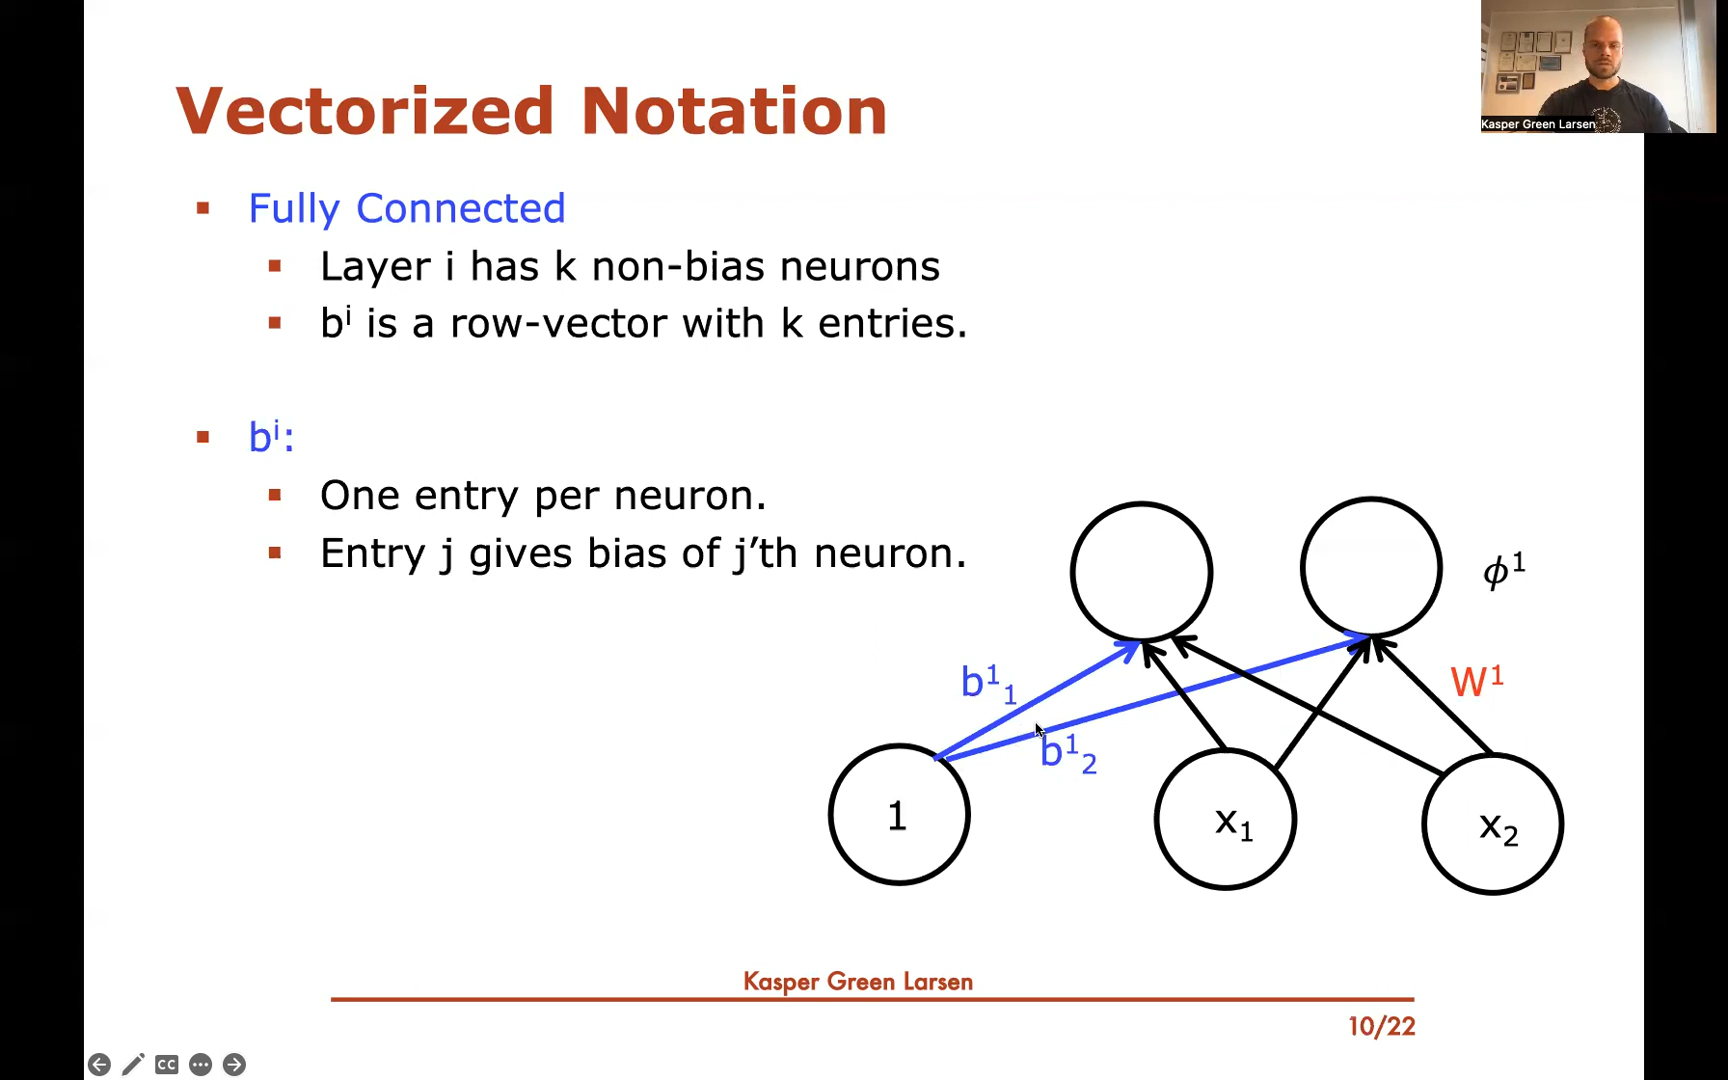 Vectorized Notation
Kasper Green Larsen
Fully Connected
Layer i has k non-bias neurons
bⁱ is a row-vector with k entries.
bⁱ:
One entry per neuron.
Entry j gives bias of j’th neuron.
ϕ¹
b¹₁
W¹
b¹₂
1
x₁
x₂
Kasper Green Larsen
10/22
CC